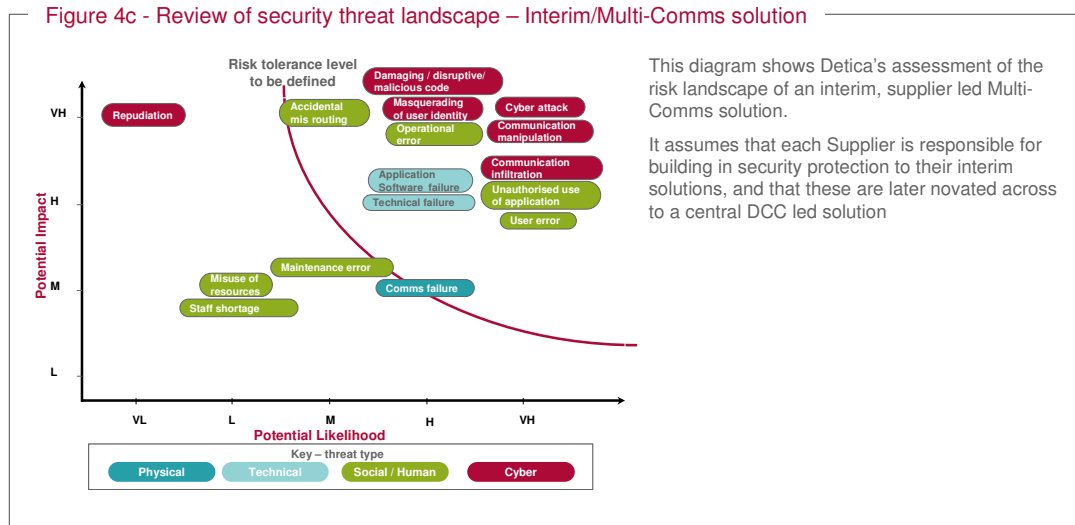 Figure 4c - Review of security threat landscape – Interim/Multi-Comms solution
Risk tolerance level
to be defined
Damaging / disruptive/
malicious code
VH
Repudiation
Accidental
mis routing
Masquerading
of user identity
Cyber attack
Operational
error
Communication
manipulation
Communication
infiltration
Application
Software failure
Unauthorised use
of application
H
Technical failure
User error
Potential Impact
Maintenance error
Misuse of
resources
M
Comms failure
Staff shortage
L
VL
L
M
H
VH
Potential Likelihood
Key – threat type
Physical
Technical
Social / Human
Cyber
This diagram shows Detica's assessment of the
risk landscape of an interim, supplier led Multi-
Comms solution.
It assumes that each Supplier is responsible for
building in security protection to their interim
solutions, and that these are later novated across
to a central DCC led solution